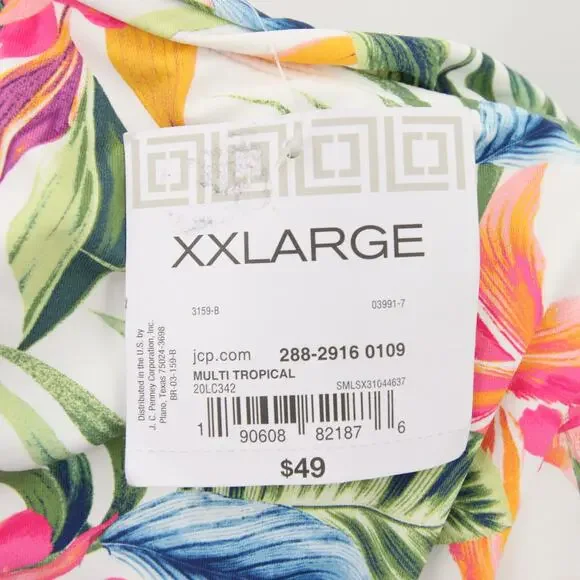 XXLARGE
3159-B 03991-7
jcp.com 288-2916 0109
MULTI TROPICAL
20LC342 SMLSX31G44637
1 90608 82187 6
$49
Distributed in the U.S. by
J. C. Penney Corporation, Inc.
Plano, Texas 75024-3698
BR-03-159-B